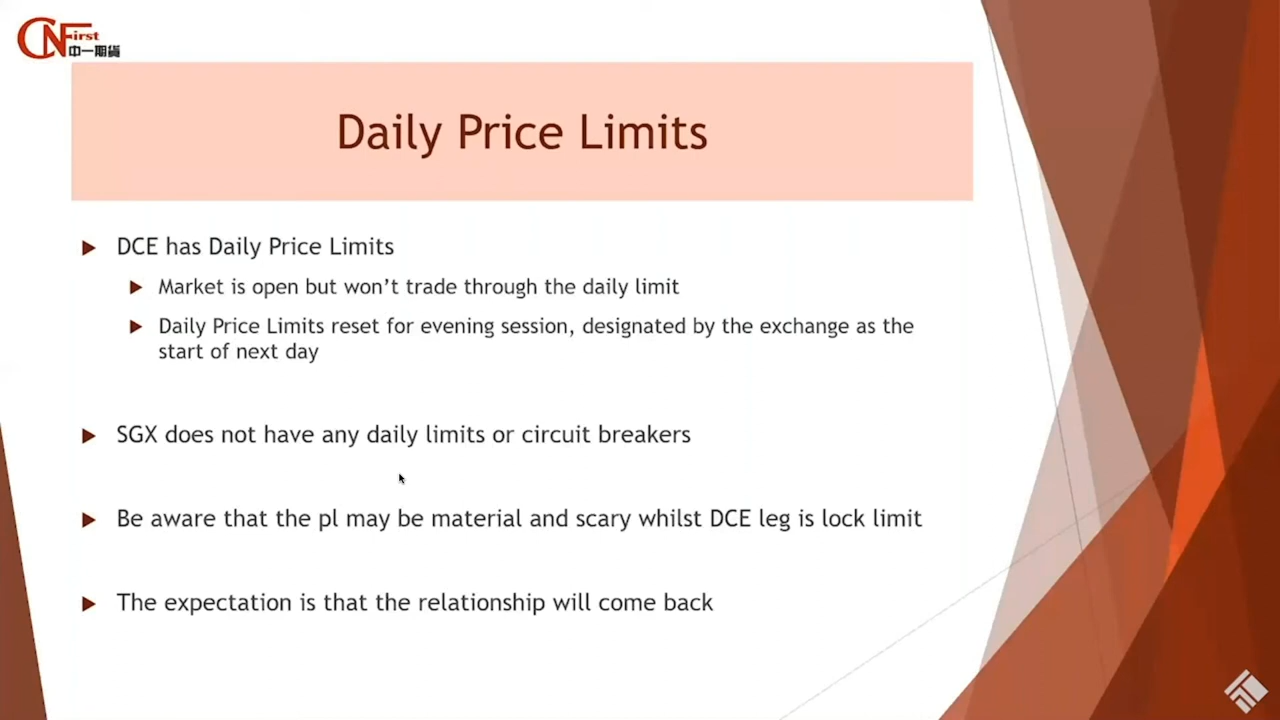 CNFirst
中一期貨
Daily Price Limits
DCE has Daily Price Limits
Market is open but won’t trade through the daily limit
Daily Price Limits reset for evening session, designated by the exchange as the
start of next day
SGX does not have any daily limits or circuit breakers
Be aware that the pl may be material and scary whilst DCE leg is lock limit
The expectation is that the relationship will come back